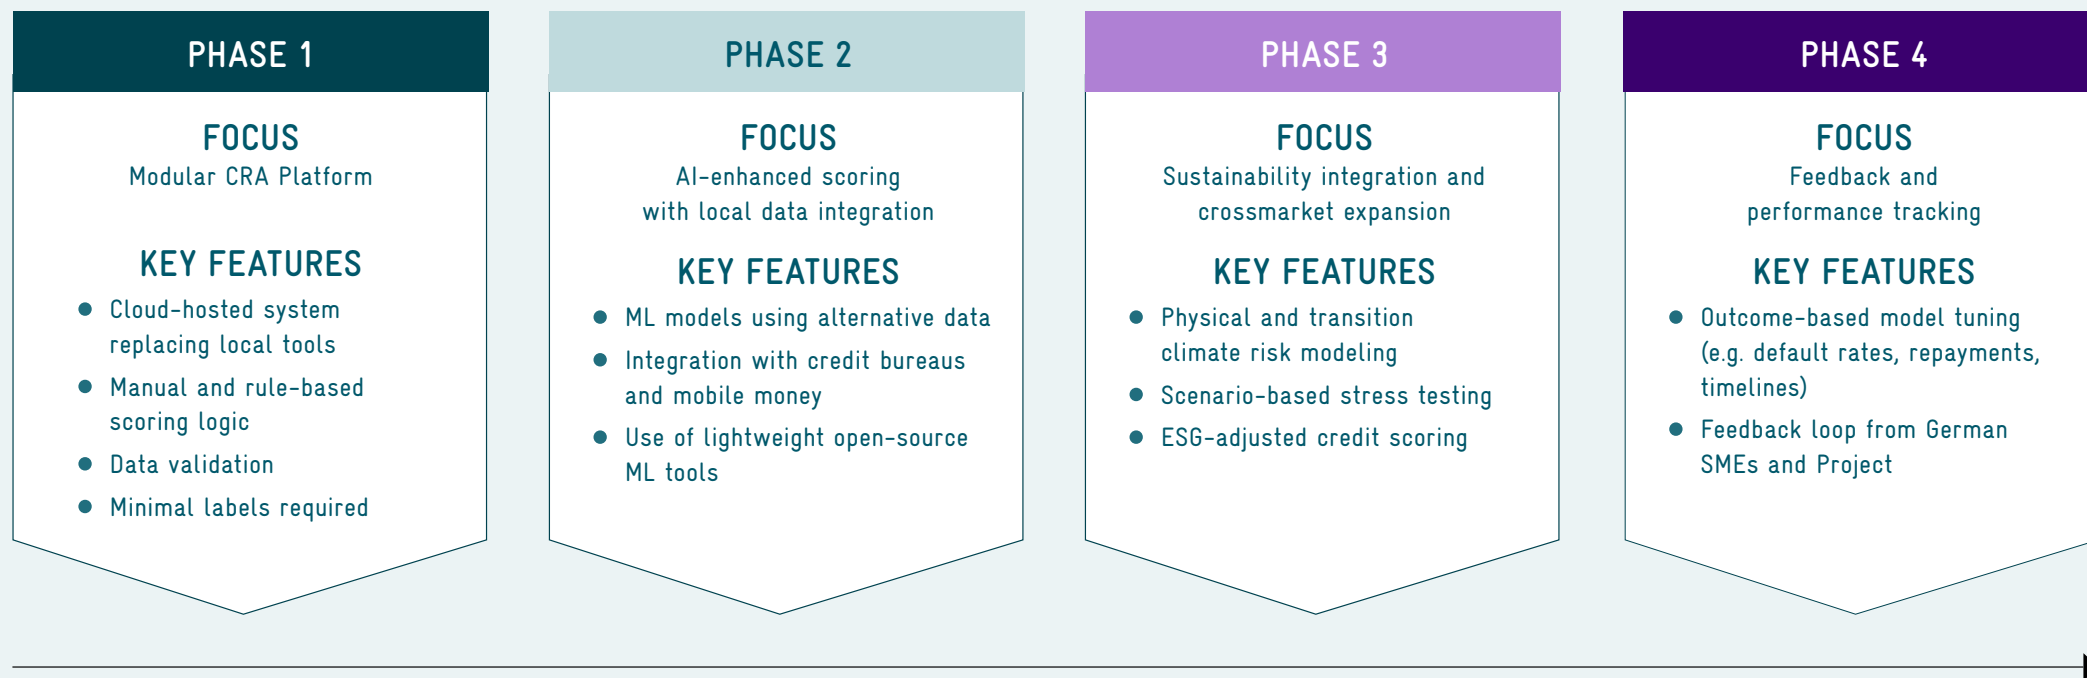 PHASE 1
FOCUS
Modular CRA Platform
KEY FEATURES
Cloud-hosted system
replacing local tools
Manual and rule-based
scoring logic
Data validation
Minimal labels required
PHASE 2
FOCUS
AI-enhanced scoring
with local data integration
KEY FEATURES
ML models using alternative data
Integration with credit bureaus
and mobile money
Use of lightweight open-source
ML tools
PHASE 3
FOCUS
Sustainability integration and
crossmarket expansion
KEY FEATURES
Physical and transition
climate risk modeling
Scenario-based stress testing
ESG-adjusted credit scoring
PHASE 4
FOCUS
Feedback and
performance tracking
KEY FEATURES
Outcome-based model tuning
(e.g. default rates, repayments,
timelines)
Feedback loop from German
SMEs and Project